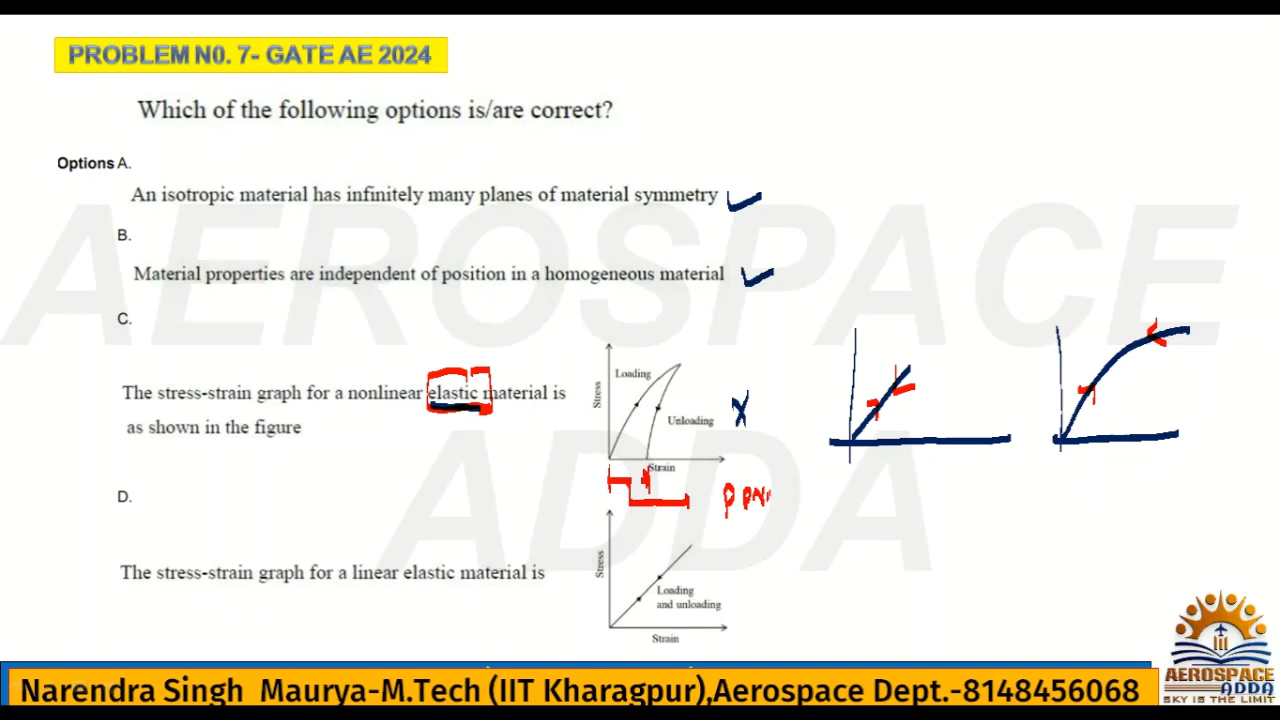 PROBLEM N0. 7- GATE AE 2024
Which of the following options is/are correct?
Options A.
An isotropic material has infinitely many planes of material symmetry
B.
Material properties are independent of position in a homogeneous material
C.
The stress-strain graph for a nonlinear elastic material is
as shown in the figure
Stress
Loading
Unloading
Strain
D.
The stress-strain graph for a linear elastic material is
Stress
Loading
and unloading
Strain
AEROSPACE
ADDA
Narendra Singh Maurya-M.Tech (IIT Kharagpur),Aerospace Dept.-8148456068
AEROSPACE
ADDA
SKY IS THE LIMIT